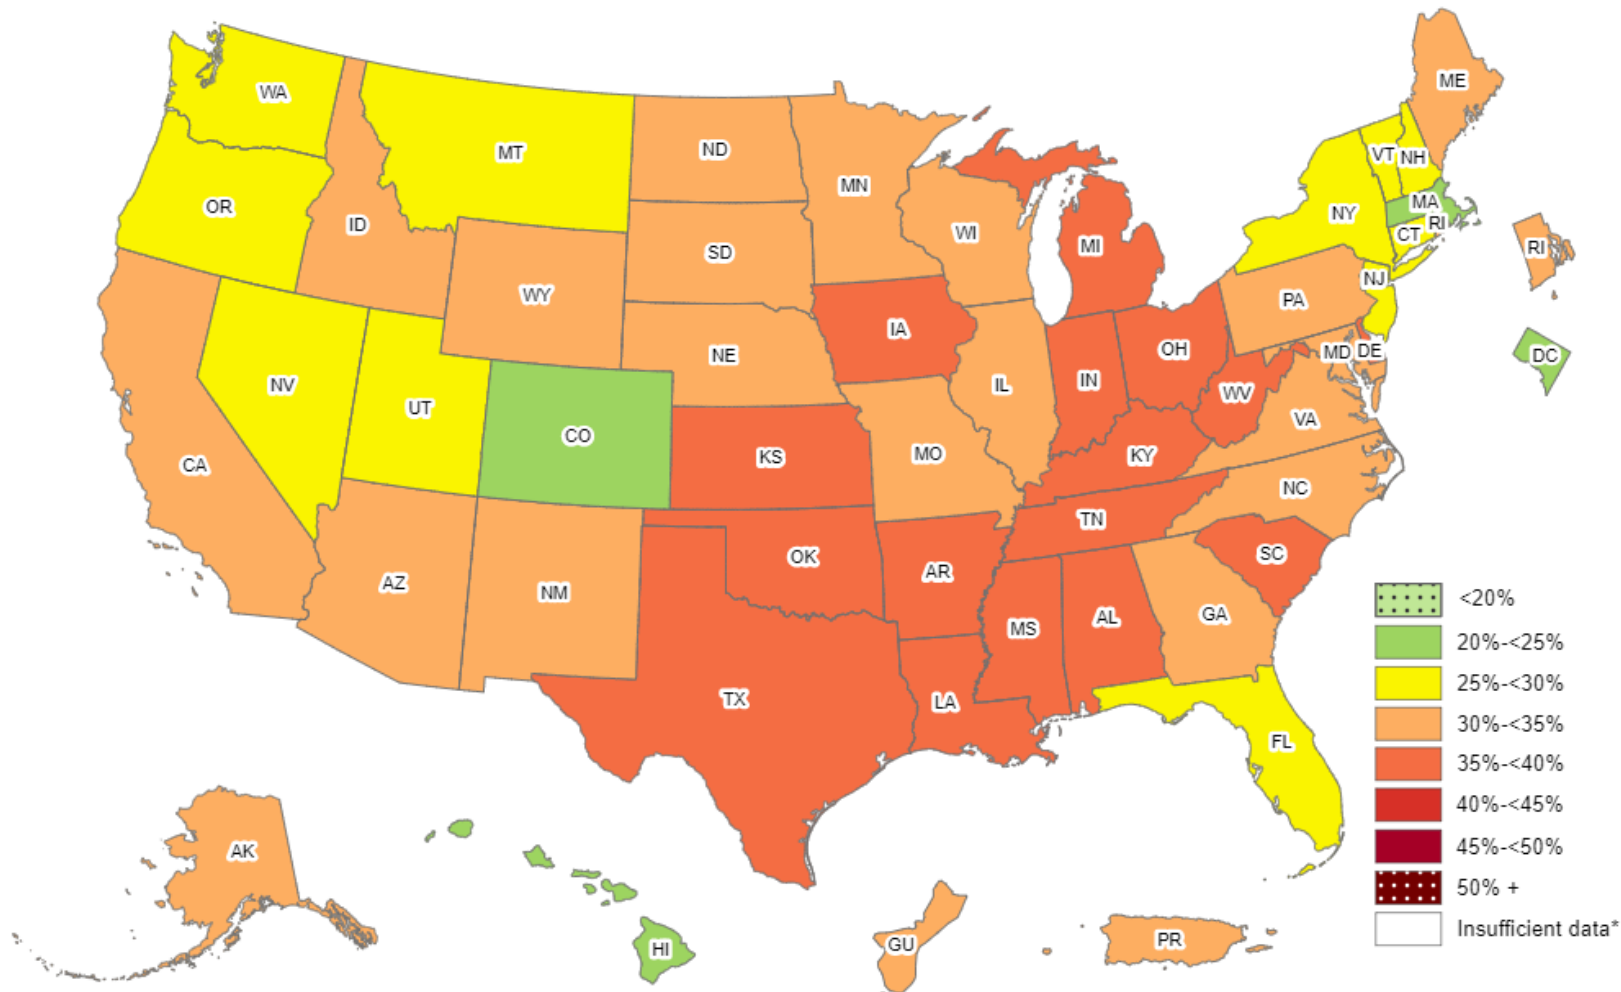 ME
WA
MT
ND
VT
NH
MN
OR
MA
NY
RI
ID
WI
CT
MI
RI
SD
NJ
WY
PA
IA
OH
MD
DE
DC
NE
IN
IL
NV
WV
UT
VA
CO
MO
KY
KS
CA
NC
TN
SC
OK
AR
AZ
NM
<20%
GA
AL
MS
20%-<25%
25%-<30%
TX
LA
30%-<35%
FL
35%-<40%
40%-<45%
45%-<50%
AK
50% +
Insufficient data*
PR
GU
HI